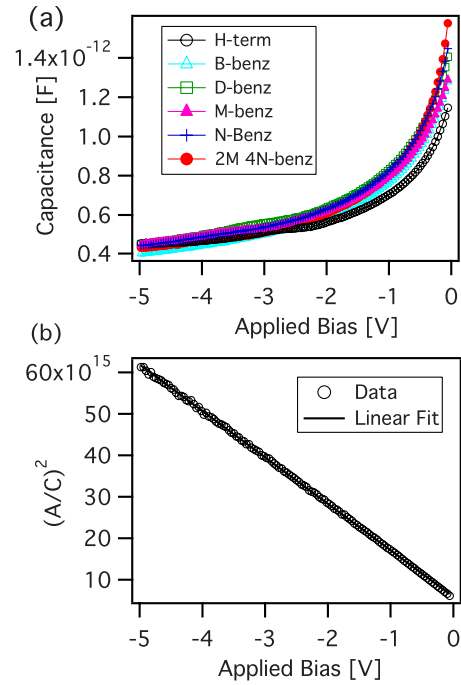 (a)
1.4x10⁻¹²
1.2
1.0
0.8
0.6
0.4
Capacitance [F]
H-term
B-benz
D-benz
M-benz
N-Benz
2M 4N-benz
-5 -4 -3 -2 -1 0
Applied Bias [V]
(b)
60x10¹⁵
50
40
30
20
10
(A/C)²
Data
Linear Fit
-5 -4 -3 -2 -1 0
Applied Bias [V]